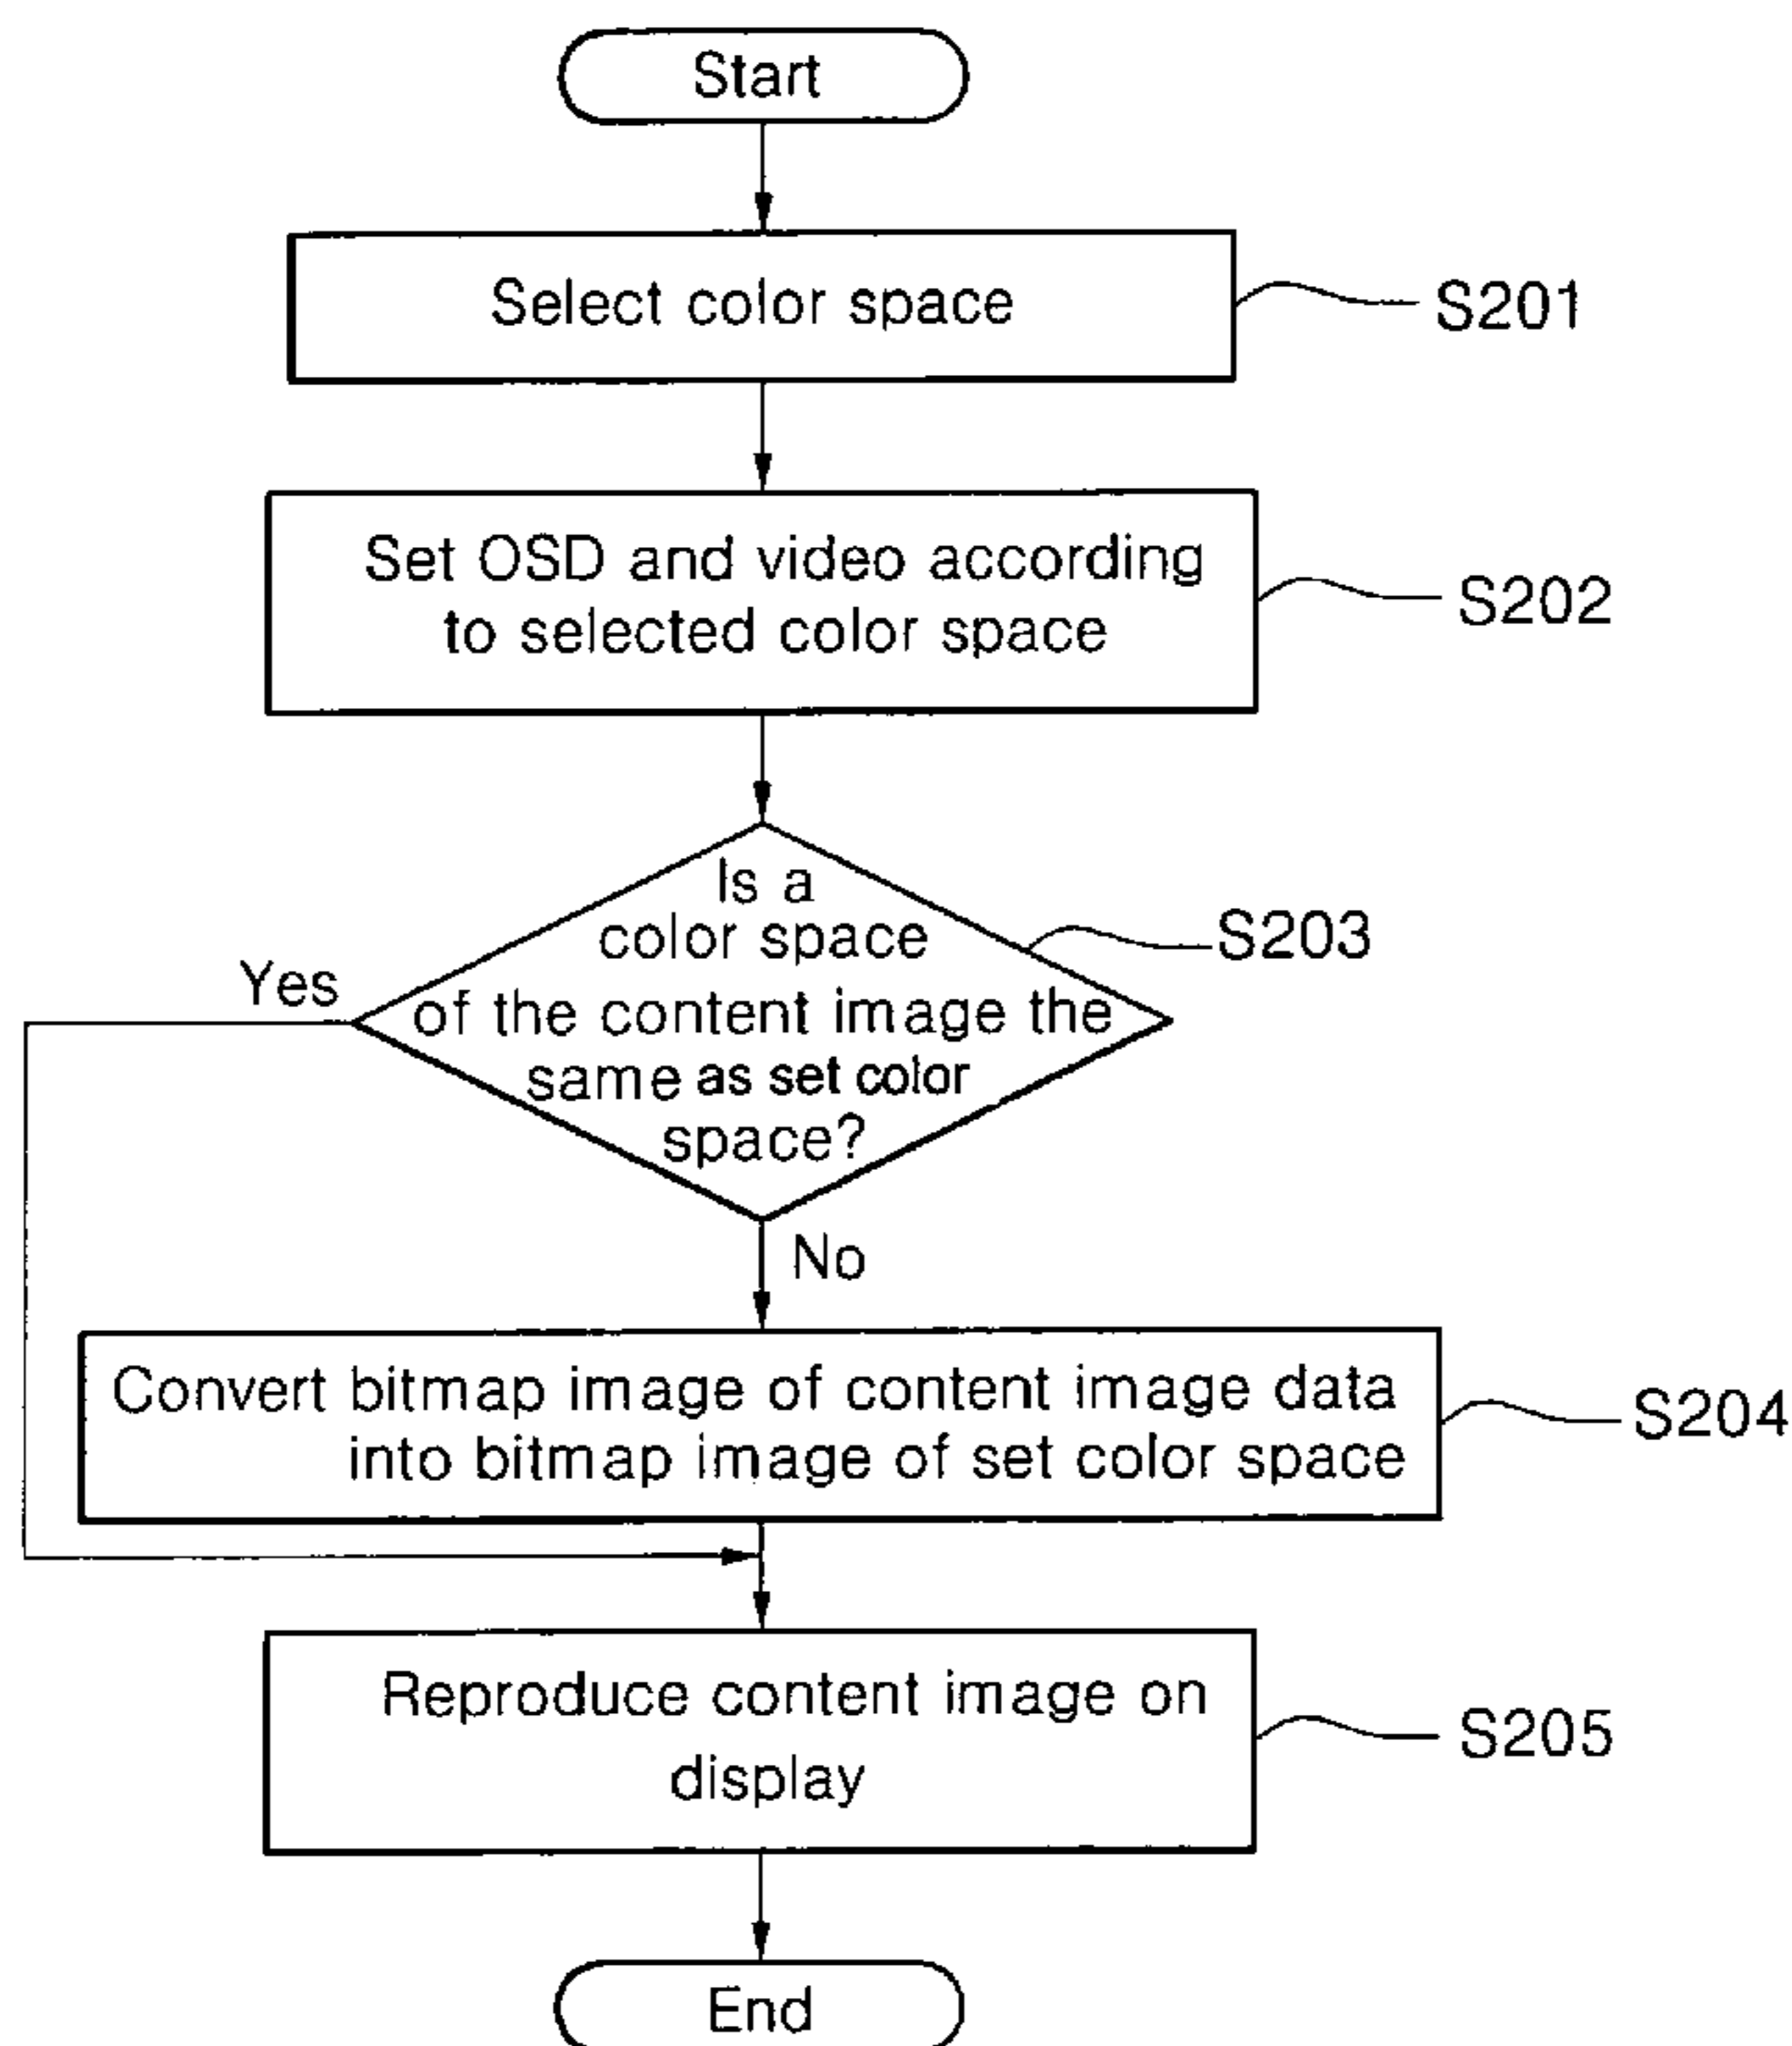 Start
Select color space
S201
Set OSD and video according
to selected color space
S202
Is a
color space
of the content image the
same as set color
space?
S203
Yes
No
Convert bitmap image of content image data
into bitmap image of set color space
S204
Reproduce content image on
display
S205
End